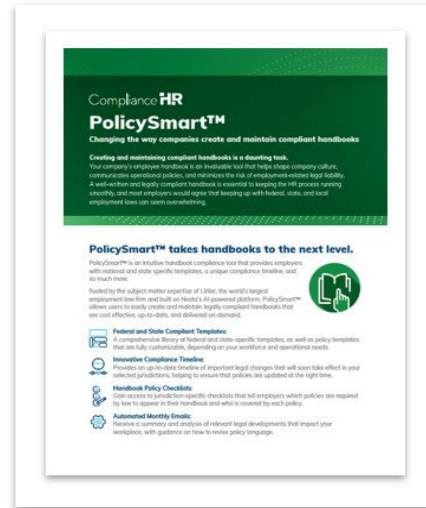 ComplianceHR
PolicySmart™
Changing the way companies create and maintain compliant handbooks
Creating and maintaining compliant handbooks is a daunting task.
Your company's employee handbook is an invaluable tool that helps shape company culture,
communicates operational policies, and minimizes the risk of employment-related legal liability.
A well-written and legally compliant handbook is essential to keeping the HR process running
smoothly, and most employers would agree that keeping up with federal, state, and local
employment laws can seem overwhelming.
PolicySmart™ takes handbooks to the next level.
PolicySmart™ is an intuitive handbook compliance tool that provides employers
with national and state specific templates, a unique compliance timeline, and
so much more.
Fueled by the subject matter expertise of Littler, the world's largest
employment law firm and built on Neota's AI-powered platform, PolicySmart™
allows users to easily create and maintain legally compliant handbooks that
are cost effective, up-to-date, and delivered on-demand.
Federal and State Compliant Templates:
A comprehensive library of federal and state-specific templates, as well as policy templates
that are fully customizable, depending on your workforce and operational needs.
Innovative Compliance Timeline:
Provides an up-to-date timeline of important legal changes that will soon take effect in your
selected jurisdictions, helping to ensure that policies are updated at the right time.
Handbook Policy Checklists:
Gain access to jurisdiction-specific checklists that tell employers which policies are required
by law to appear in their handbook and who is covered by each policy.
Automated Monthly Emails:
Receive a summary and analysis of relevant legal developments that impact your
workplace, with guidance on how to revise policy language.